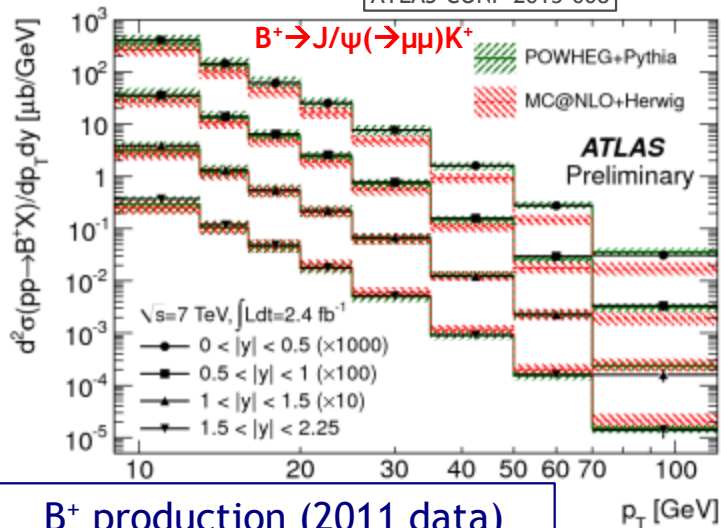 B⁺→J/ψ(→μμ)K⁺
POWHEG+Pythia
MC@NLO+Herwig
ATLAS
Preliminary
d²σ(pp→B⁺X)/dp_T dy [μb/GeV]
10³
10²
10
1
10⁻¹
10⁻²
10⁻³
10⁻⁴
10⁻⁵
√s=7 TeV, ∫Ldt=2.4 fb⁻¹
0 < |y| < 0.5 (×1000)
0.5 < |y| < 1 (×100)
1 < |y| < 1.5 (×10)
1.5 < |y| < 2.25
10 20 30 40 50 60 70 100
p_T [GeV]
B⁺ production (2011 data)